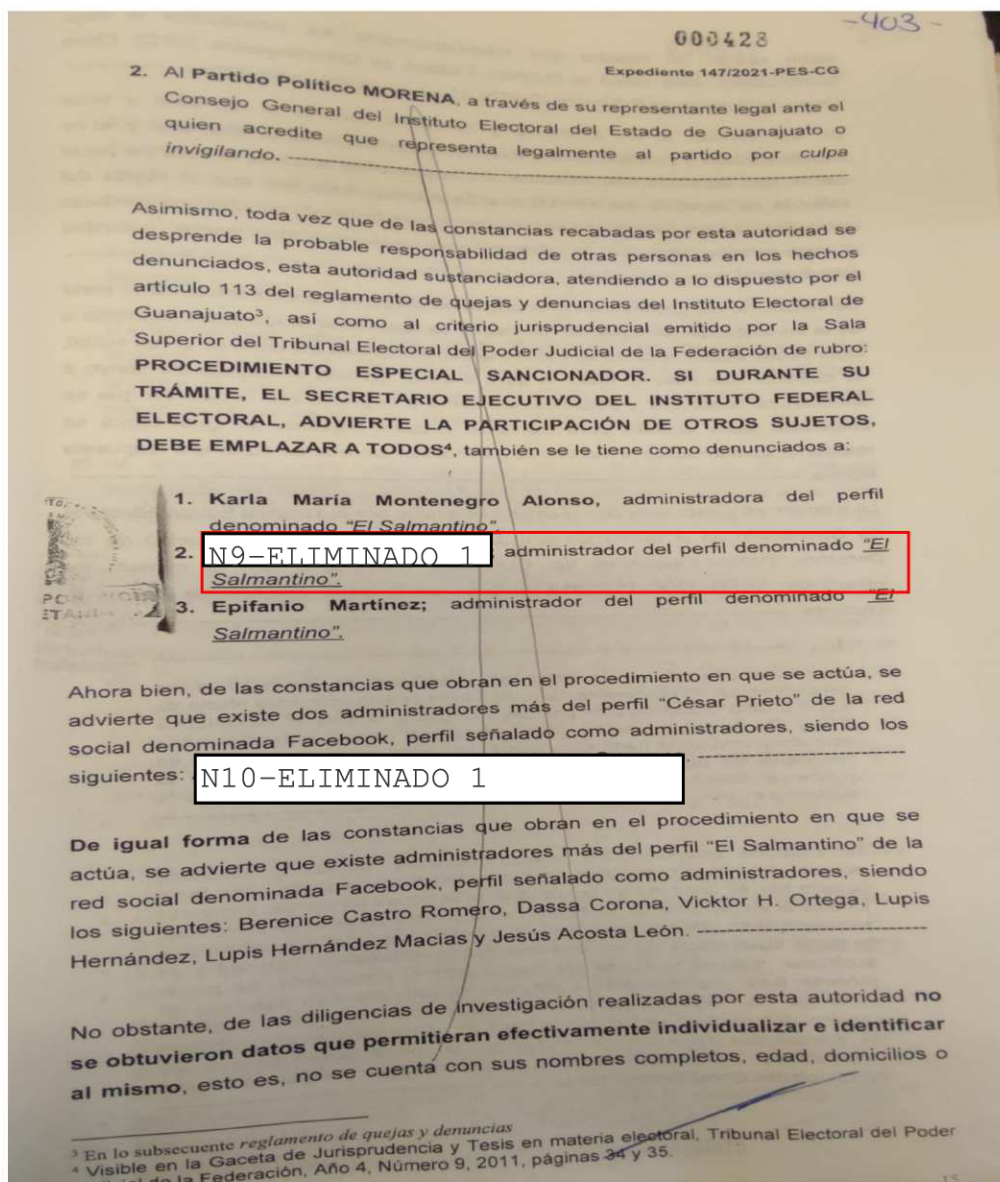 -403-
000428
Expediente 147/2021-PES-CG
2. Al Partido Político MORENA, a través de su representante legal ante el
Consejo General del Instituto Electoral del Estado de Guanajuato o
quien acredite que representa legalmente al partido por culpa
invigilando. ------------------------------------------------------------
Asimismo, toda vez que de las constancias recabadas por esta autoridad se
desprende la probable responsabilidad de otras personas en los hechos
denunciados, esta autoridad sustanciadora, atendiendo a lo dispuesto por el
artículo 113 del reglamento de quejas y denuncias del Instituto Electoral de
Guanajuato³, así como al criterio jurisprudencial emitido por la Sala
Superior del Tribunal Electoral del Poder Judicial de la Federación de rubro:
PROCEDIMIENTO ESPECIAL SANCIONADOR. SI DURANTE SU
TRÁMITE, EL SECRETARIO EJECUTIVO DEL INSTITUTO FEDERAL
ELECTORAL, ADVIERTE LA PARTICIPACIÓN DE OTROS SUJETOS,
DEBE EMPLAZAR A TODOS⁴, también se le tiene como denunciados a:
1. Karla María Montenegro Alonso, administradora del perfil
denominado "El Salmantino".
2. N9-ELIMINADO 1 administrador del perfil denominado "El
Salmantino".
3. Epifanio Martínez; administrador del perfil denominado "El
Salmantino".
Ahora bien, de las constancias que obran en el procedimiento en que se actúa, se
advierte que existe dos administradores más del perfil "César Prieto" de la red
social denominada Facebook, perfil señalado como administradores, siendo los
siguientes: N10-ELIMINADO 1 . ---------------------------
De igual forma de las constancias que obran en el procedimiento en que se
actúa, se advierte que existe administradores más del perfil "El Salmantino" de la
red social denominada Facebook, perfil señalado como administradores, siendo
los siguientes: Berenice Castro Romero, Dassa Corona, Vicktor H. Ortega, Lupis
Hernández, Lupis Hernández Macias y Jesús Acosta León. -----------------------------
No obstante, de las diligencias de investigación realizadas por esta autoridad no
se obtuvieron datos que permitieran efectivamente individualizar e identificar
al mismo, esto es, no se cuenta con sus nombres completos, edad, domicilios o
³ En lo subsecuente reglamento de quejas y denuncias
⁴ Visible en la Gaceta de Jurisprudencia y Tesis en materia electoral, Tribunal Electoral del Poder
de la Federación, Año 4, Número 9, 2011, páginas 34 y 35.
15